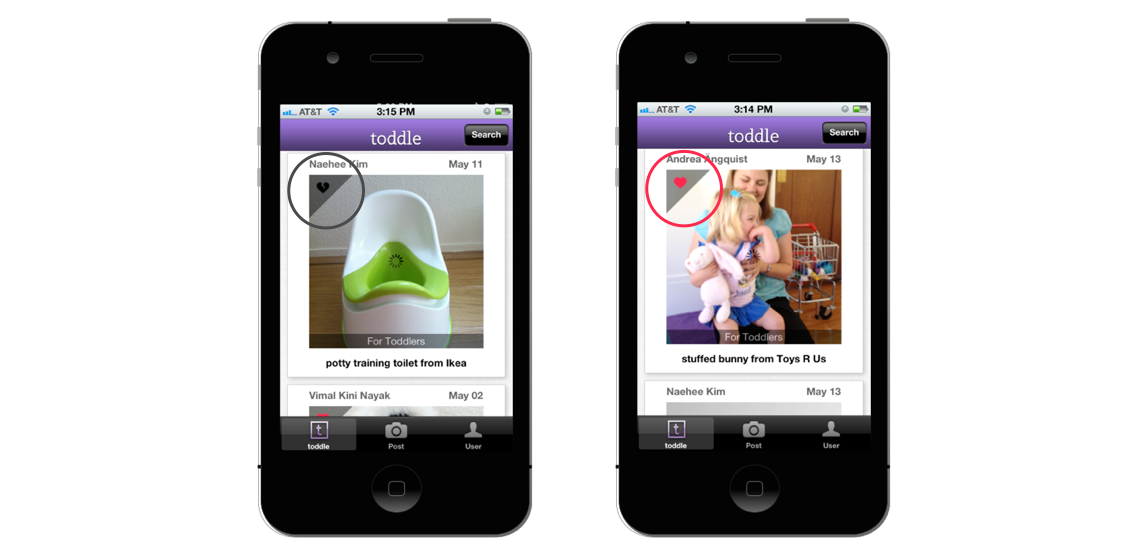 AT&T 3:15 PM
toddle Search
Naehee Kim May 11
For Toddlers
potty training toilet from Ikea
Vimal Kini Nayak May 02
t
toddle Post User
AT&T 3:14 PM
toddle Search
Andrea Ängquist May 13
For Toddlers
stuffed bunny from Toys R Us
Naehee Kim May 13
t
toddle Post User